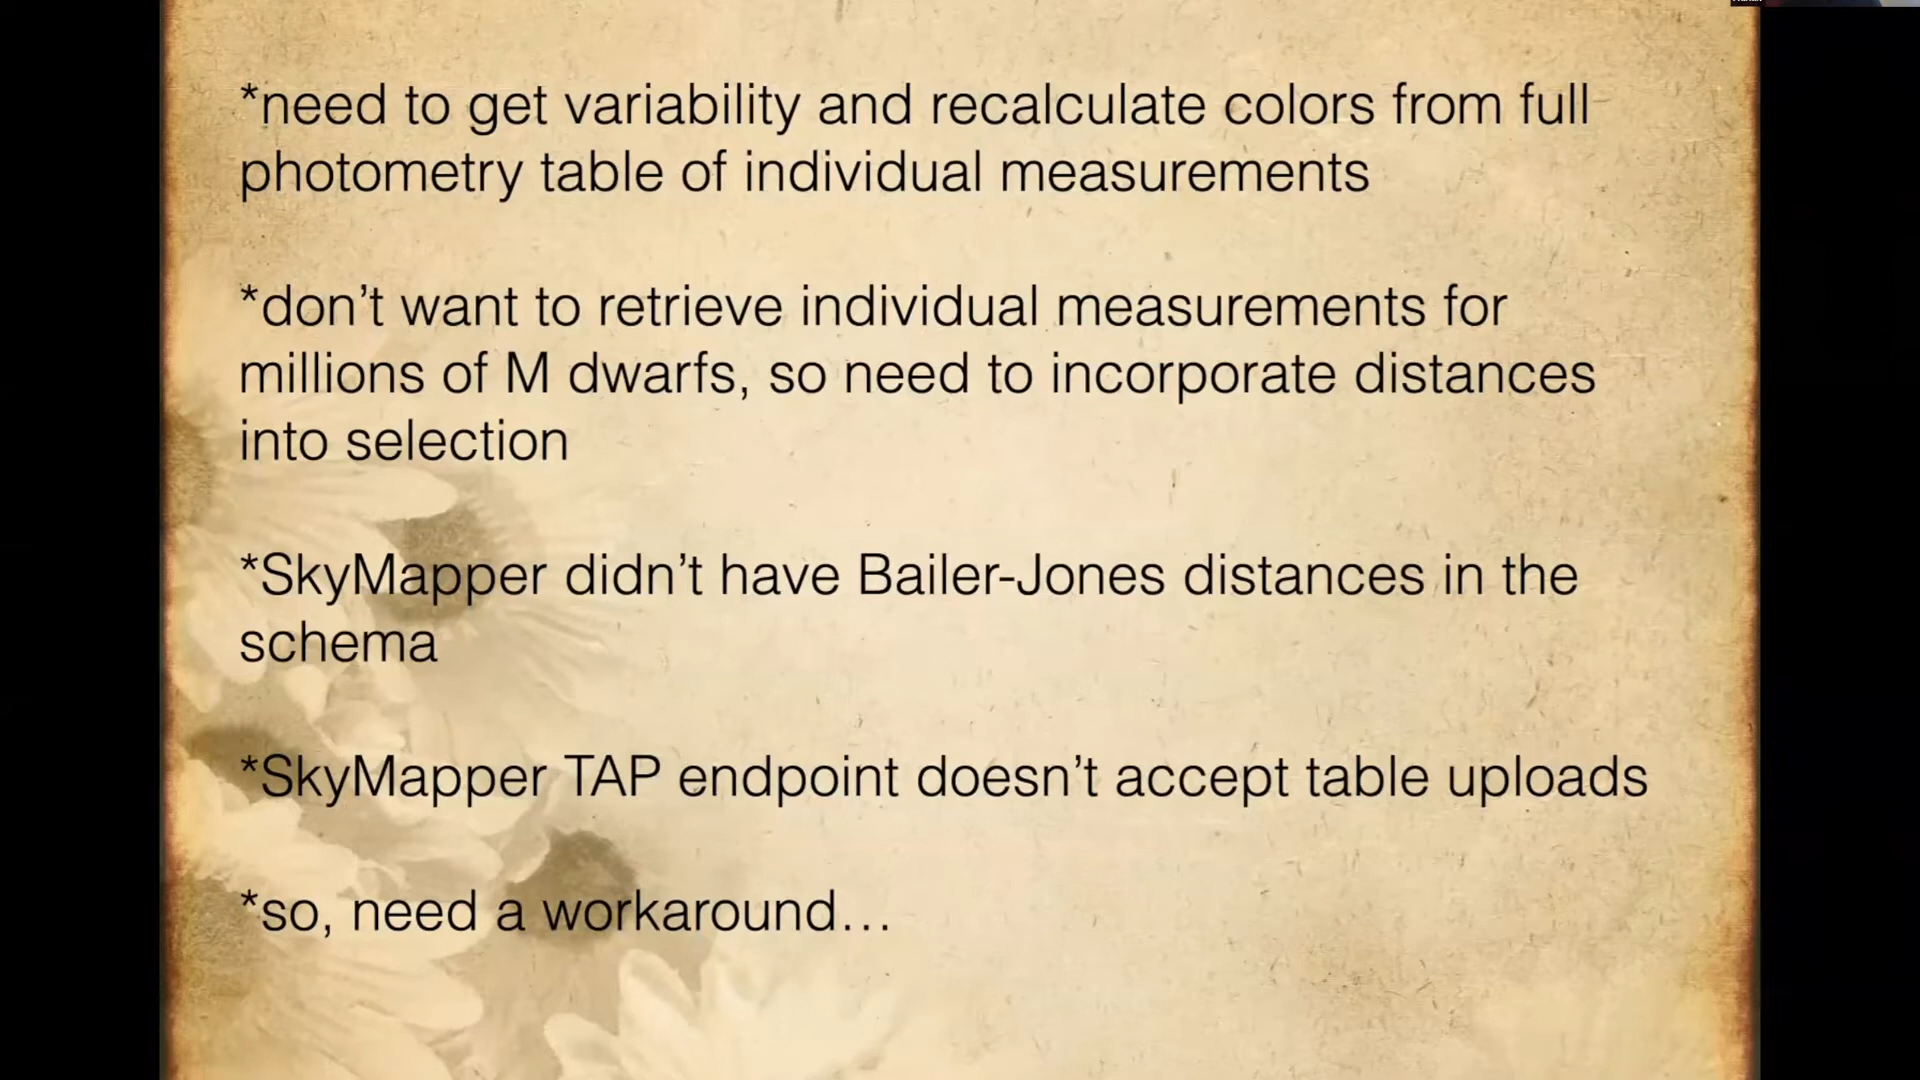 *need to get variability and recalculate colors from full
photometry table of individual measurements
*don’t want to retrieve individual measurements for
millions of M dwarfs, so need to incorporate distances
into selection
*SkyMapper didn’t have Bailer-Jones distances in the
schema
*SkyMapper TAP endpoint doesn’t accept table uploads
*so, need a workaround…